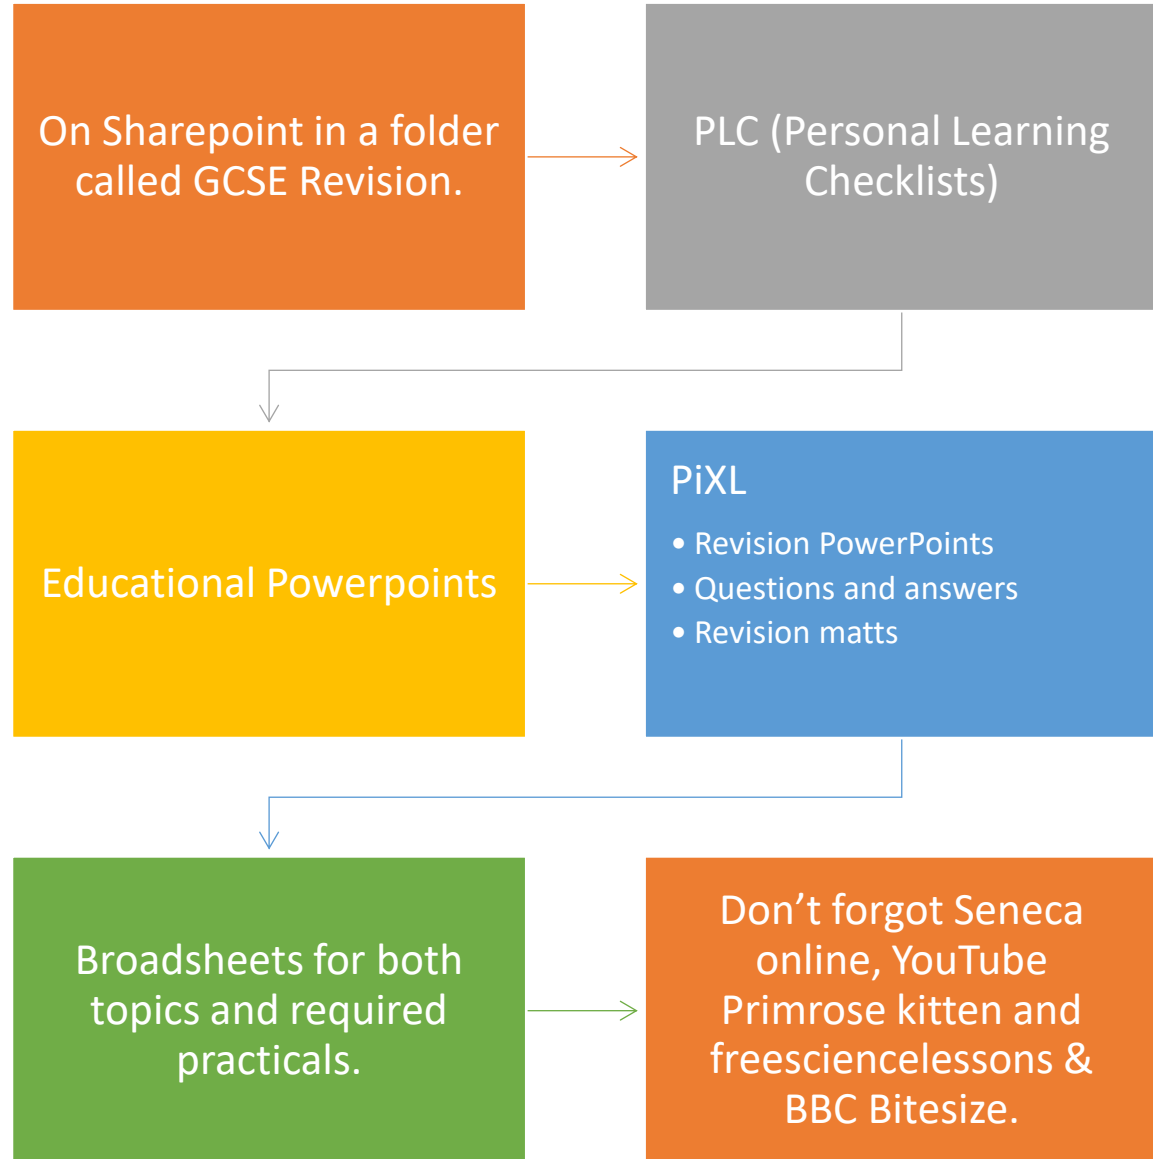 On Sharepoint in a folder
called GCSE Revision.
PLC (Personal Learning
Checklists)
Educational Powerpoints
PiXL
• Revision PowerPoints
• Questions and answers
• Revision matts
Broadsheets for both
topics and required
practicals.
Don’t forgot Seneca
online, YouTube
Primrose kitten and
freesciencelessons &
BBC Bitesize.